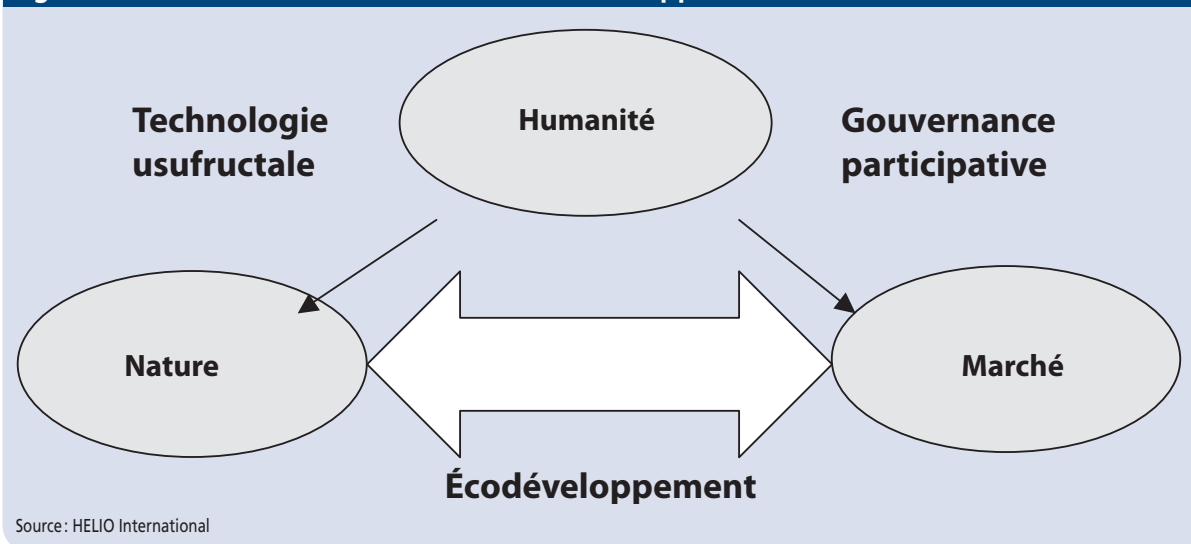 Humanité
Technologie
usufructale
Gouvernance
participative
Nature
Marché
Écodéveloppement
Source : HELIO International